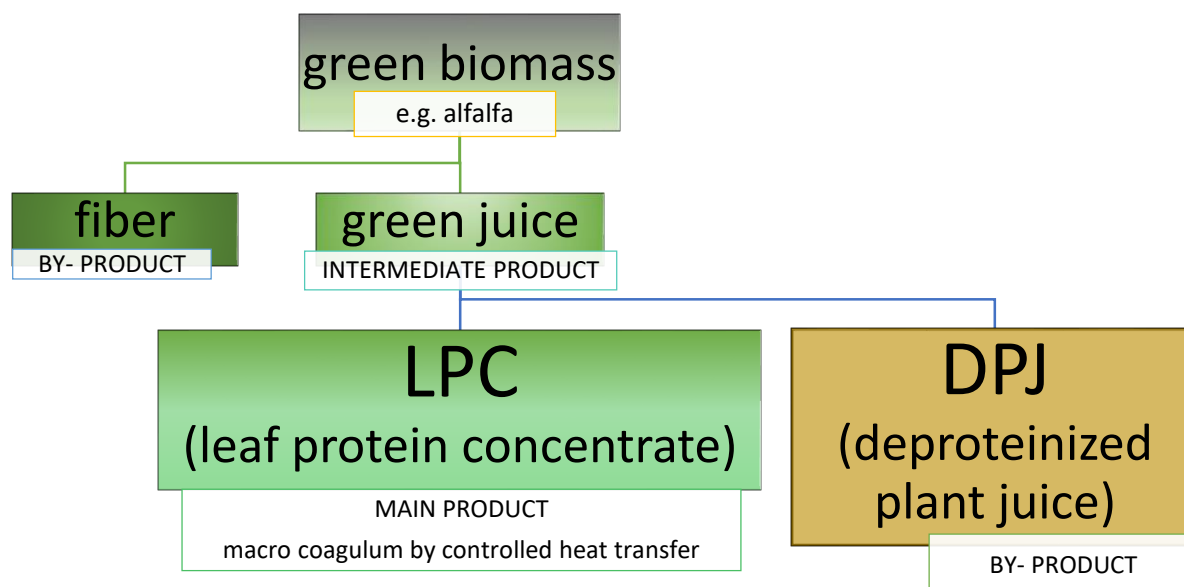 green biomass
e.g. alfalfa
fiber
BY- PRODUCT
green juice
INTERMEDIATE PRODUCT
LPC
(leaf protein concentrate)
MAIN PRODUCT
macro coagulum by controlled heat transfer
DPJ
(deproteinized
plant juice)
BY- PRODUCT